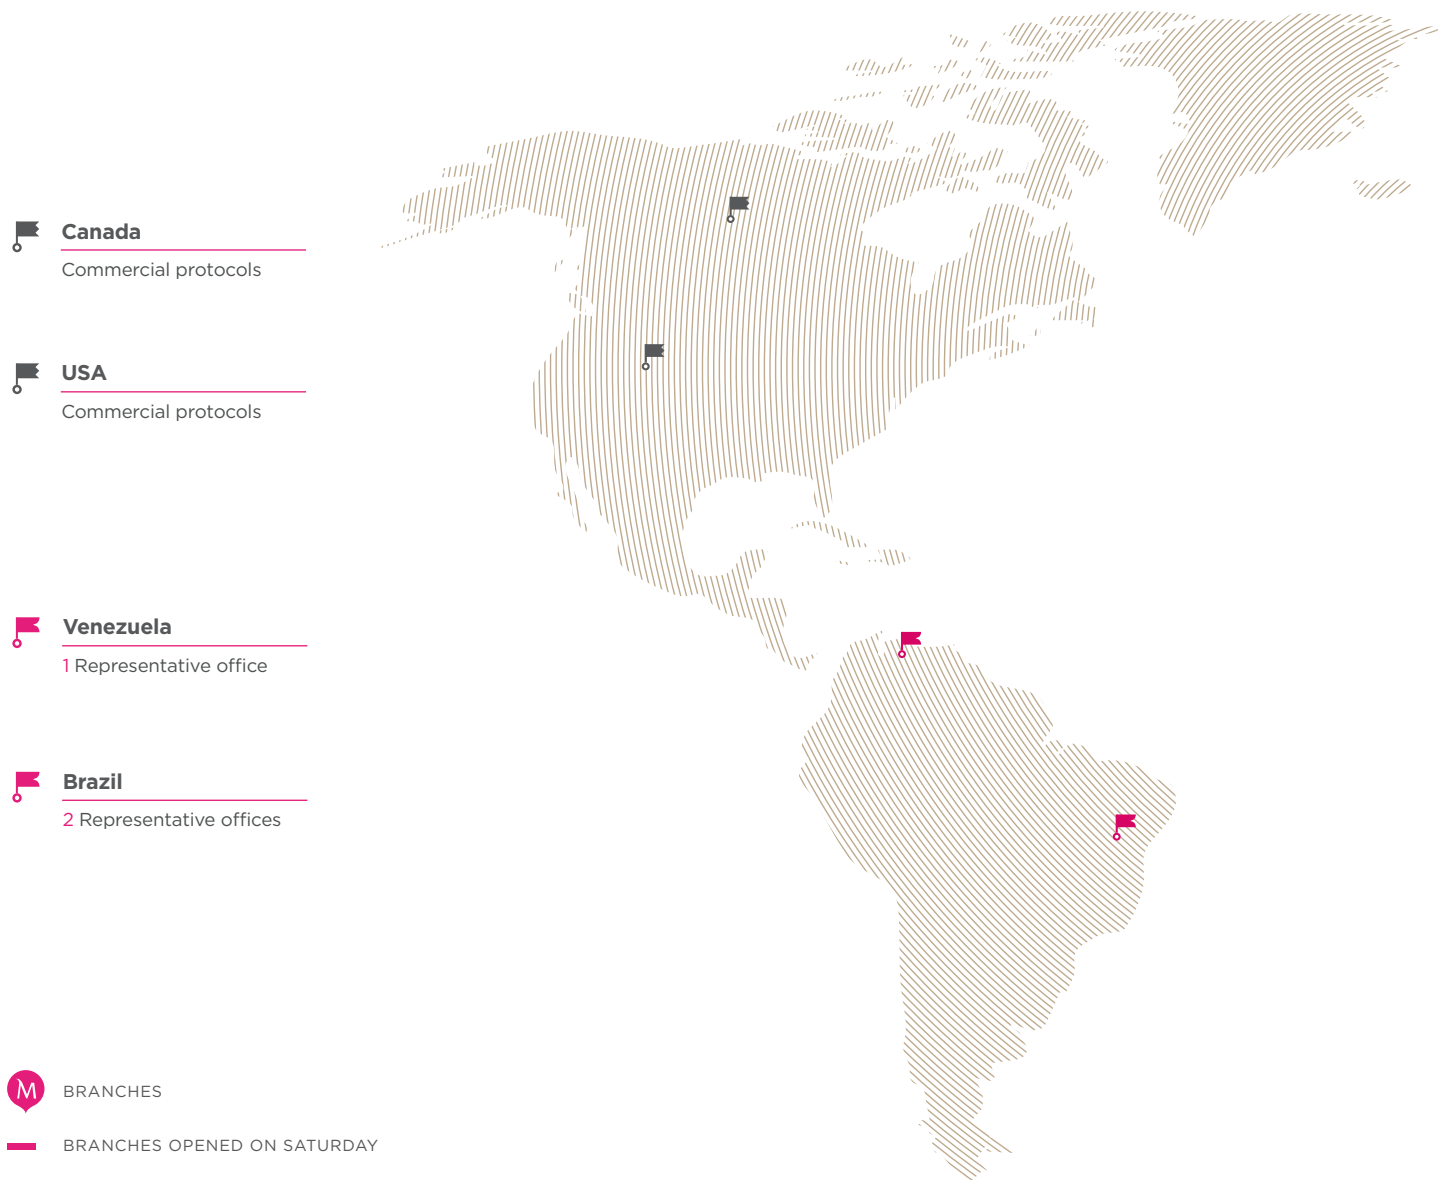 Canada
Commercial protocols
USA
Commercial protocols
Venezuela
1 Representative office
Brazil
2 Representative offices
M
BRANCHES
BRANCHES OPENED ON SATURDAY